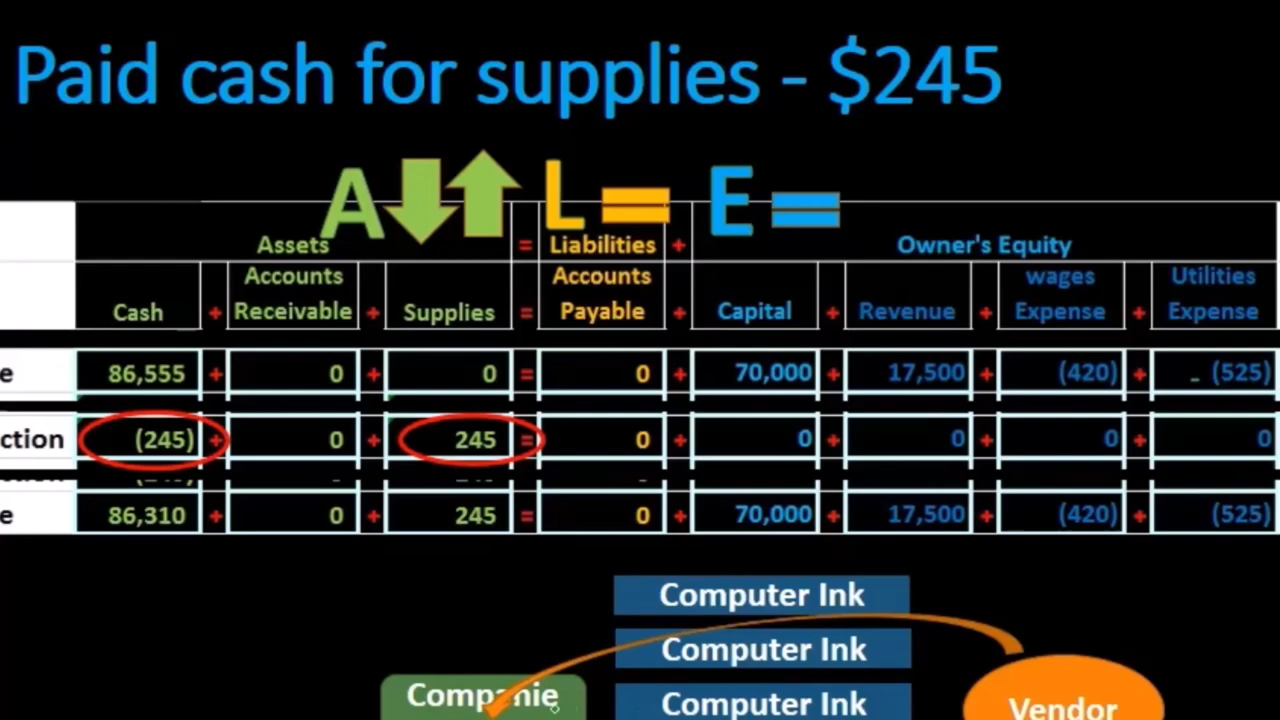 Paid cash for supplies - $245
A L = E =
Assets = Liabilities + Owner's Equity
Accounts Accounts wages Utilities
Cash + Receivable + Supplies = Payable + Capital + Revenue + Expense + Expense
e 86,555 + 0 + 0 = 0 + 70,000 + 17,500 + (420) + - (525)
ction (245) + 0 + 245 = 0 + 0 + 0 + 0 + 0
e 86,310 + 0 + 245 = 0 + 70,000 + 17,500 + (420) + (525)
Computer Ink
Computer Ink
Companie Computer Ink Vendor